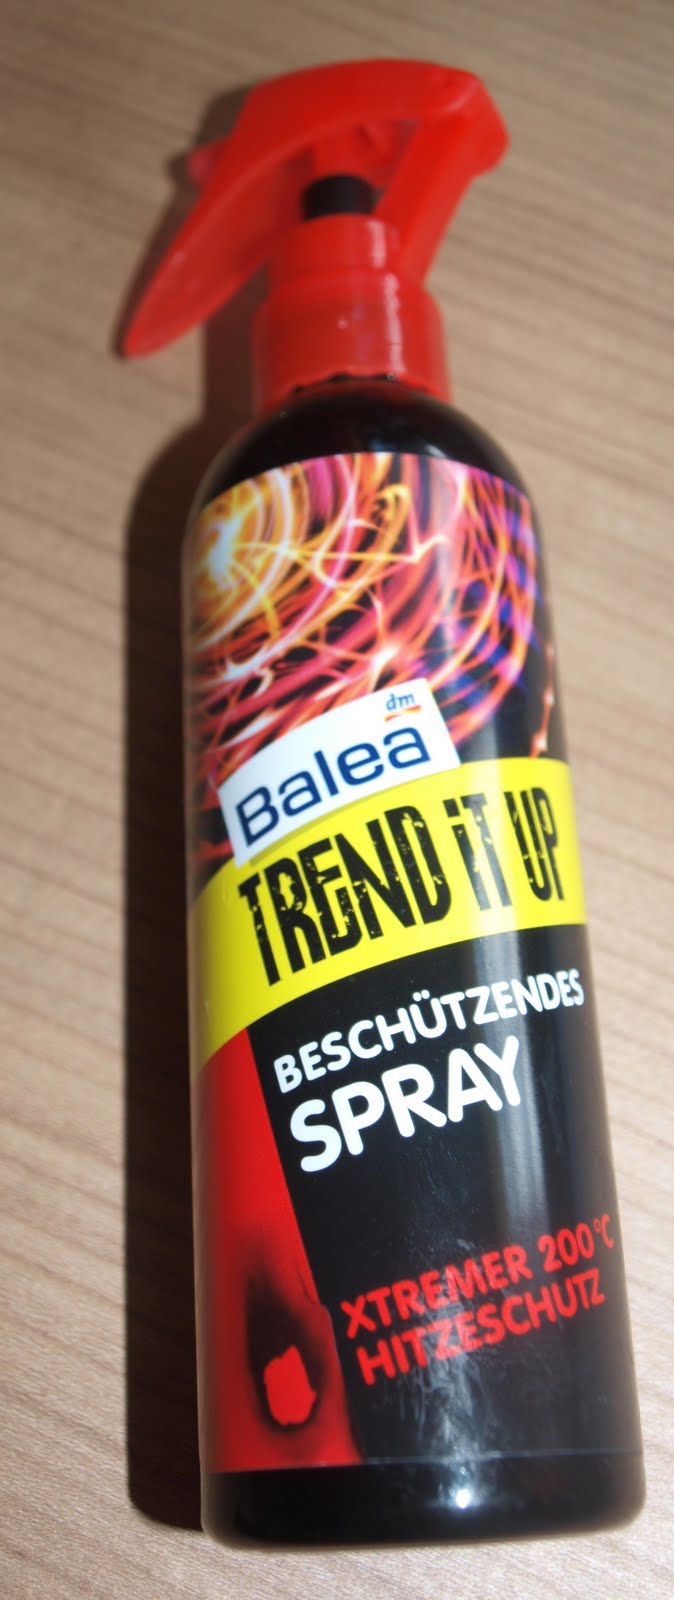 dm
Balea
TREND iT UP
BESCHÜTZENDES
SPRAY
XTREMER 200°C
HITZESCHUTZ